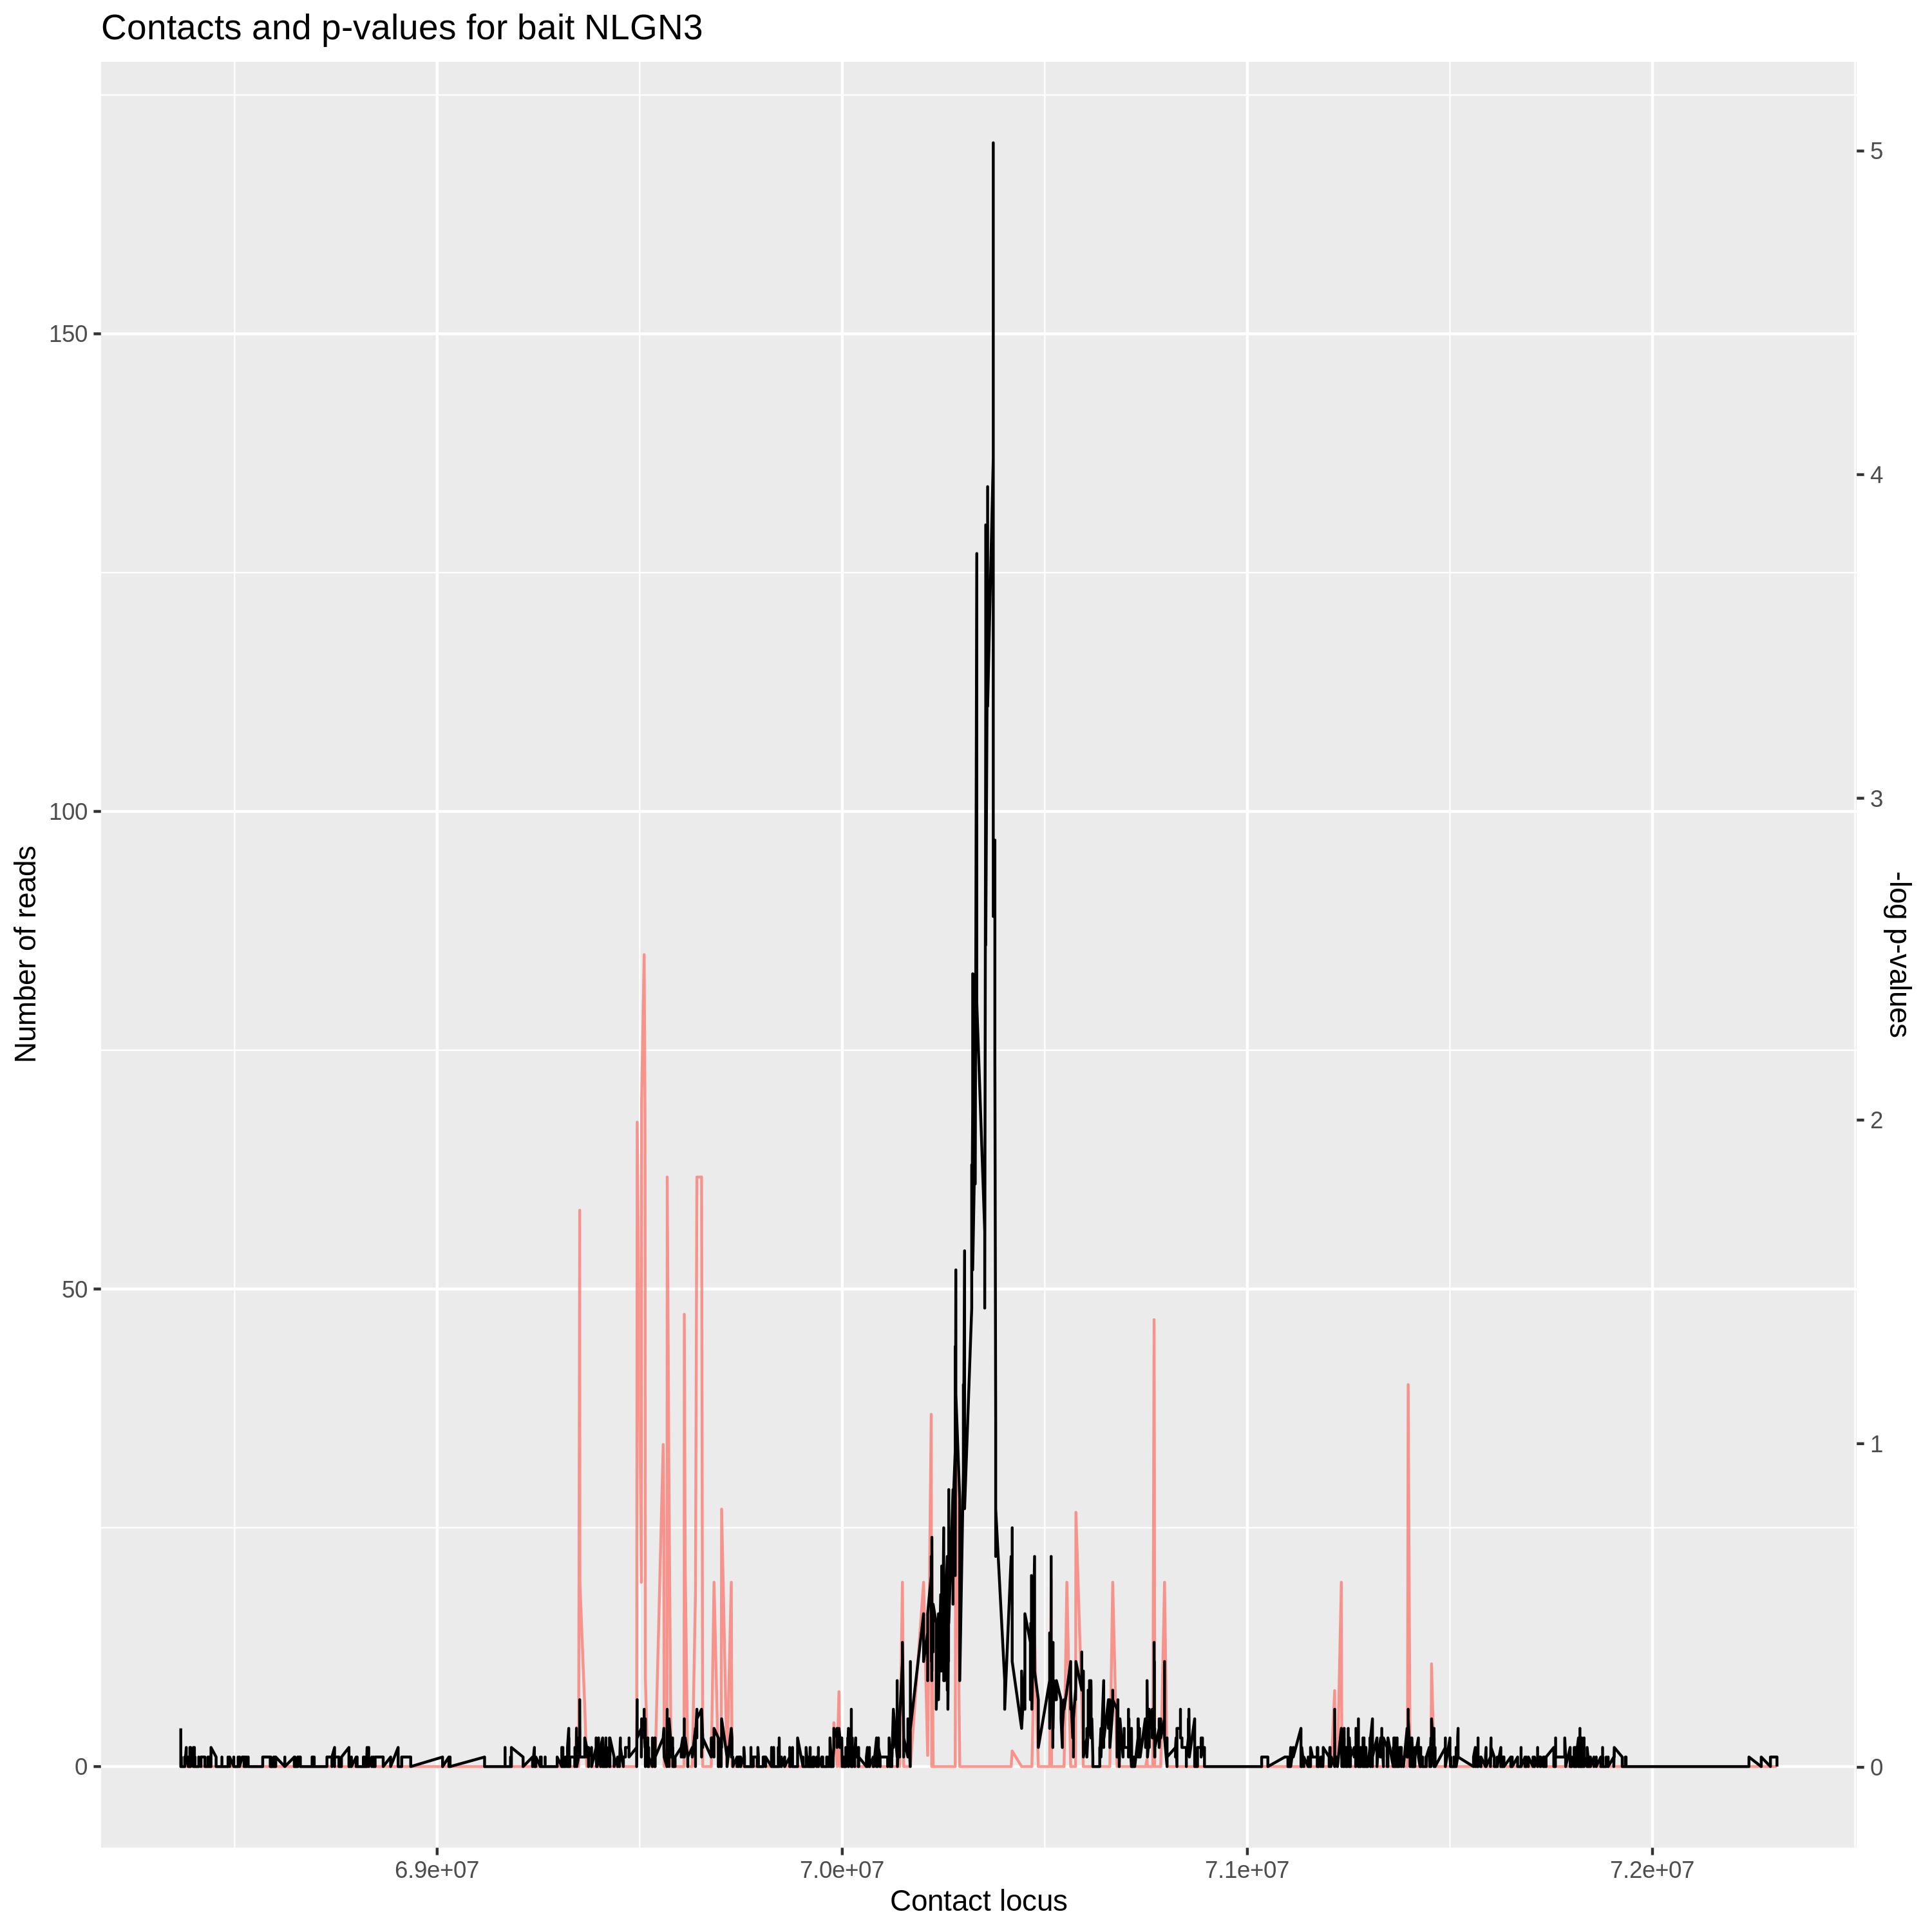 Contacts and p-values for bait NLGN3
Number of reads
150
100
50
0
5
4
3
2
1
0
-log p-values
6.9e+07
7.0e+07
7.1e+07
7.2e+07
Contact locus